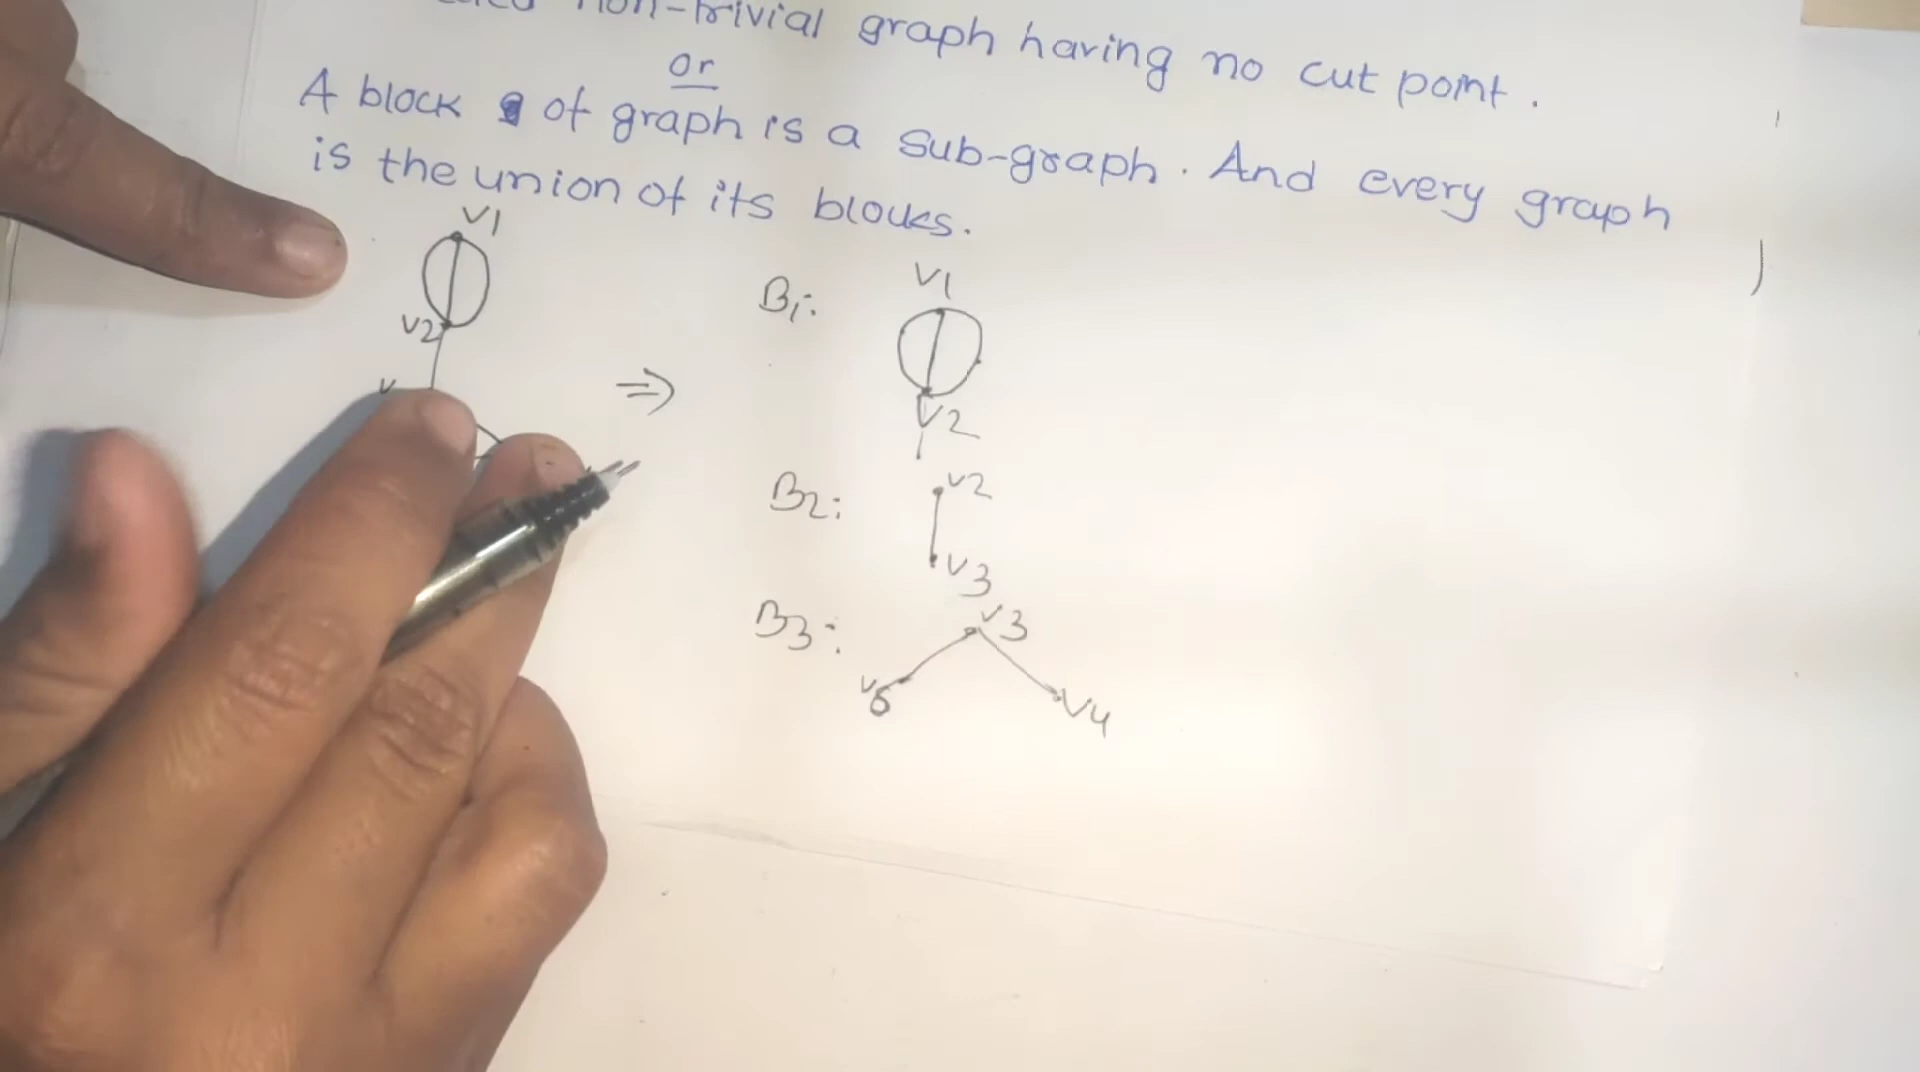 non-trivial graph having no cut point.
or
A block of graph is a sub-graph. And every graph
is the union of its blocks.
V1
V2
V
⇒
B1:
V1
V2
B2:
V2
V3
B3:
V3
V4